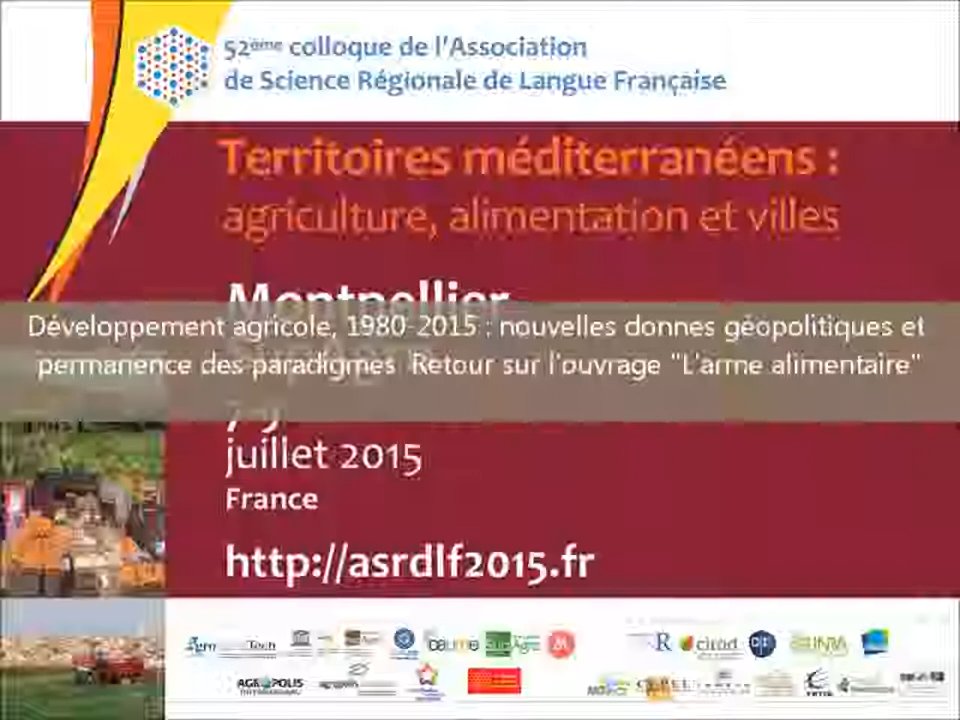 52ème colloque de l'Association
de Science Régionale de Langue Française
Territoires méditerranéens :
agriculture, alimentation et villes
Montpellier
Développement agricole, 1980-2015 : nouvelles donnes géopolitiques et
permanence des paradigmes Retour sur l'ouvrage "L'arme alimentaire"
juillet 2015
France
http://asrdlf2015.fr
cirad
AGROPOLIS